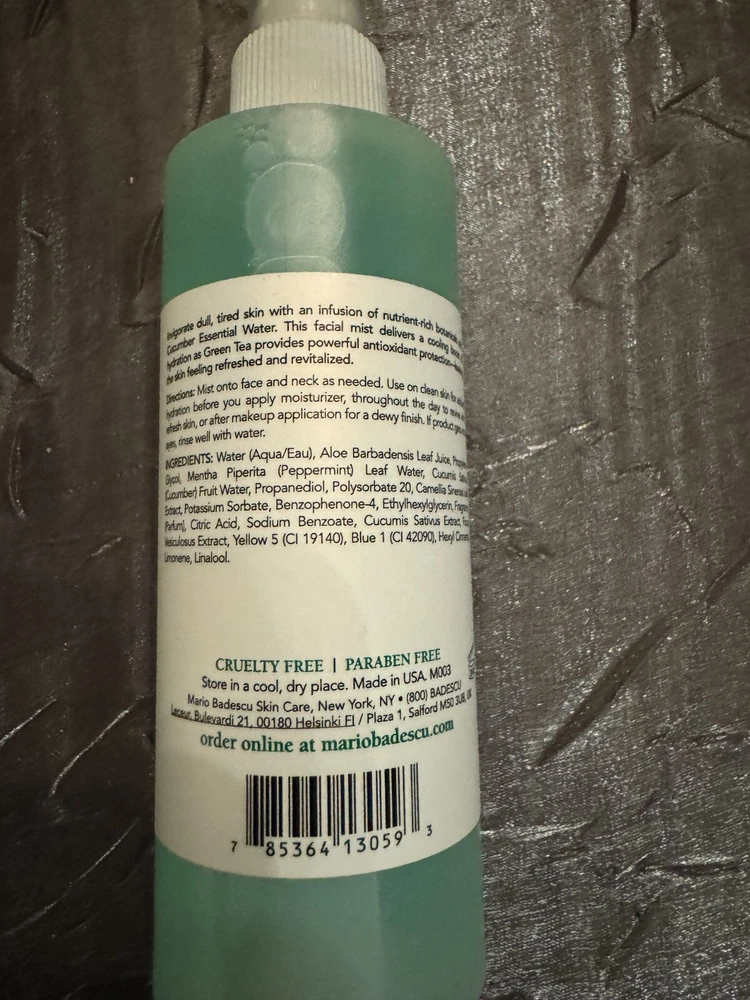 Invigorate dull, tired skin with an infusion of nutrient-rich
Cucumber Essential Water. This facial mist delivers a cooling
hydration as Green Tea provides powerful antioxidant protection
the skin feeling refreshed and revitalized.
Directions: Mist onto face and neck as needed. Use on clean skin for
hydration before you apply moisturizer, throughout the day to
refresh skin, or after makeup application for a dewy finish. If product
eyes, rinse well with water.
INGREDIENTS: Water (Aqua/Eau), Aloe Barbadensis Leaf Juice,
Glycol, Mentha Piperita (Peppermint) Leaf Water, Cucumis
(Cucumber) Fruit Water, Propanediol, Polysorbate 20, Camellia
Extract, Potassium Sorbate, Benzophenone-4, Ethylhexylglycerin,
(Parfum), Citric Acid, Sodium Benzoate, Cucumis Sativus Extract,
Vesiculosus Extract, Yellow 5 (CI 19140), Blue 1 (CI 42090), Hexyl
Limonene, Linalool.
CRUELTY FREE | PARABEN FREE
Store in a cool, dry place. Made in USA. M003
Mario Badescu Skin Care, New York, NY • (800) BADESCU
Bulevardi 21, 00180 Helsinki FI / Plaza 1, Salford M50 3UB, UK
order online at mariobadescu.com
7 85364 13059 3